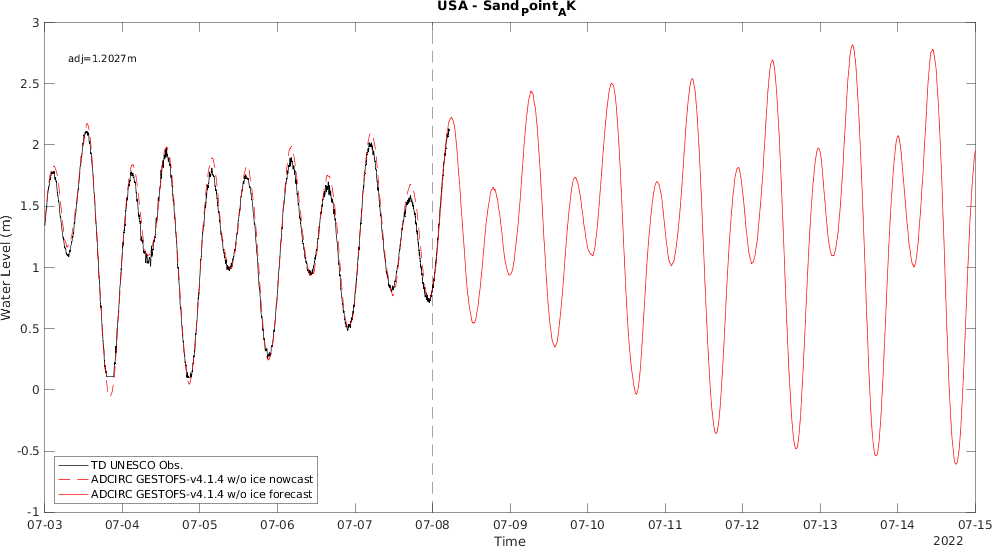 USA - Sand_Point_AK
3
adj=1.2027m
2.5
2
1.5
1
0.5
0
-0.5
-1
Water Level (m)
TD UNESCO Obs.
ADCIRC GESTOFS-v4.1.4 w/o ice nowcast
ADCIRC GESTOFS-v4.1.4 w/o ice forecast
07-03 07-04 07-05 07-06 07-07 07-08 07-09 07-10 07-11 07-12 07-13 07-14 07-15
Time
2022